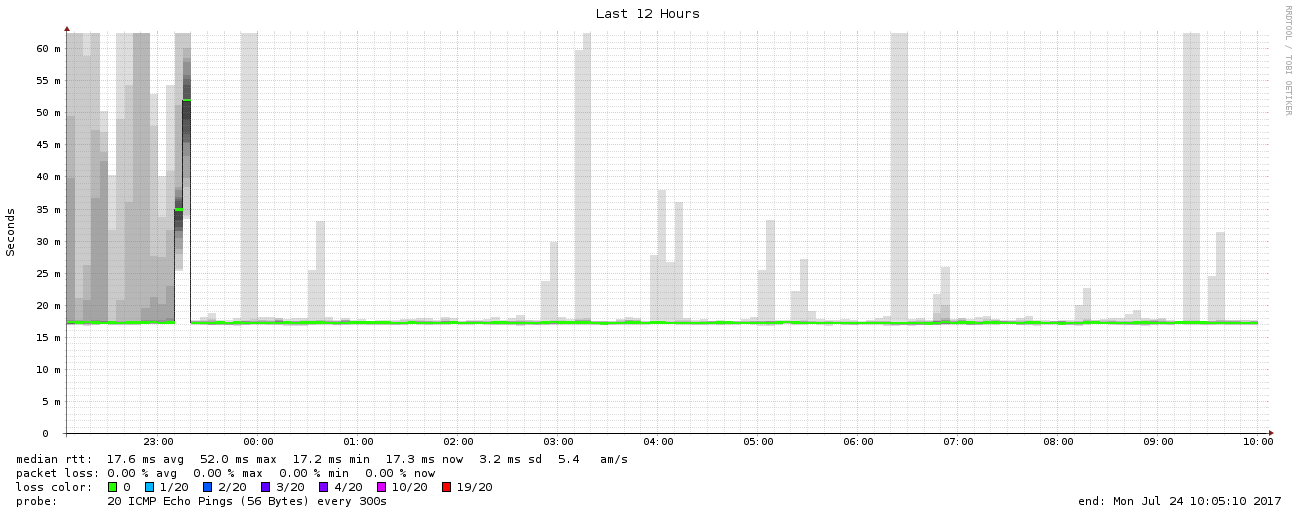 Last 12 Hours
RRDTOOL / TOBI OETIKER
Seconds
60 m
55 m
50 m
45 m
40 m
35 m
30 m
25 m
20 m
15 m
10 m
5 m
0
23:00 00:00 01:00 02:00 03:00 04:00 05:00 06:00 07:00 08:00 09:00 10:00
median rtt: 17.6 ms avg 52.0 ms max 17.2 ms min 17.3 ms now 3.2 ms sd 5.4 am/s
packet loss: 0.00 % avg 0.00 % max 0.00 % min 0.00 % now
loss color: 0 1/20 2/20 3/20 4/20 10/20 19/20
probe: 20 ICMP Echo Pings (56 Bytes) every 300s end: Mon Jul 24 10:05:10 2017